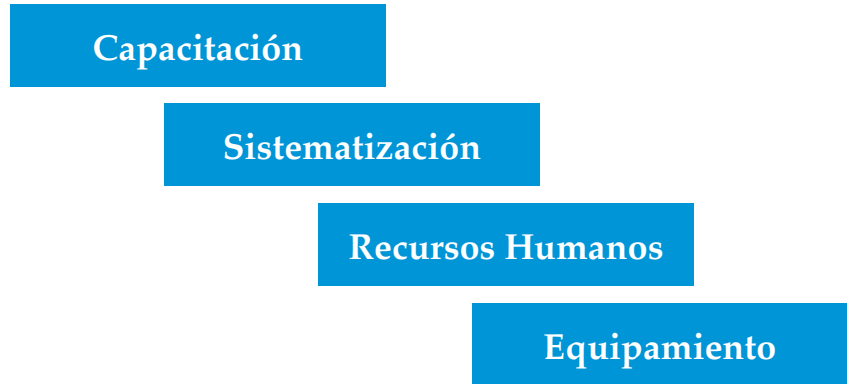 Capacitación
Sistematización
Recursos Humanos
Equipamiento